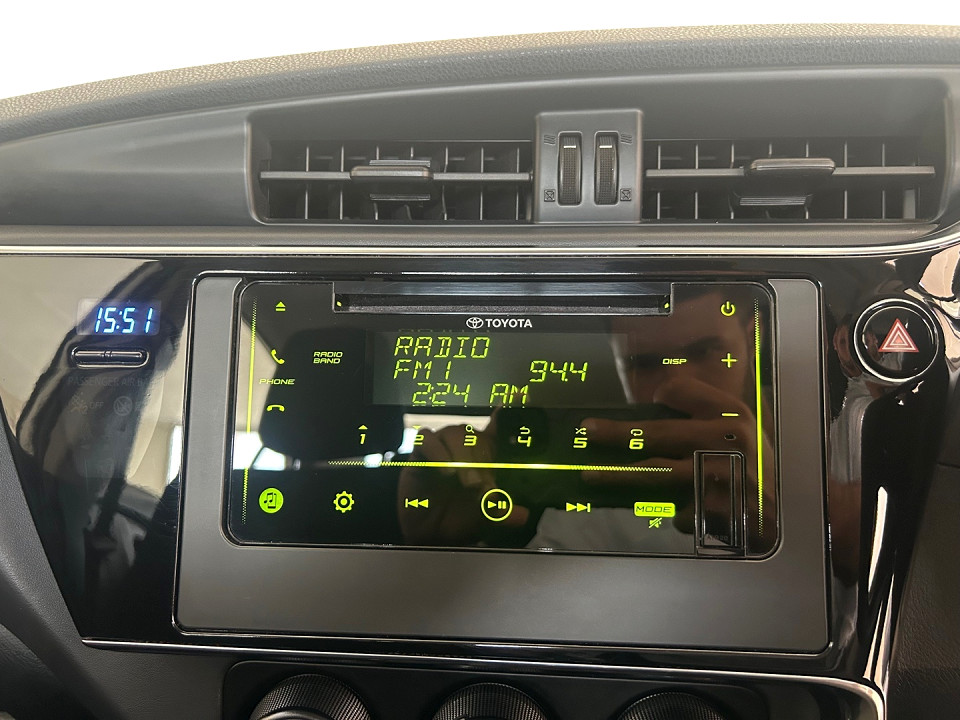 15:51
TOYOTA
RADIO
BAND
RADIO
FM1 94.4
2:24 AM
DISP
PHONE
1 2 3 4 5 6
MODE